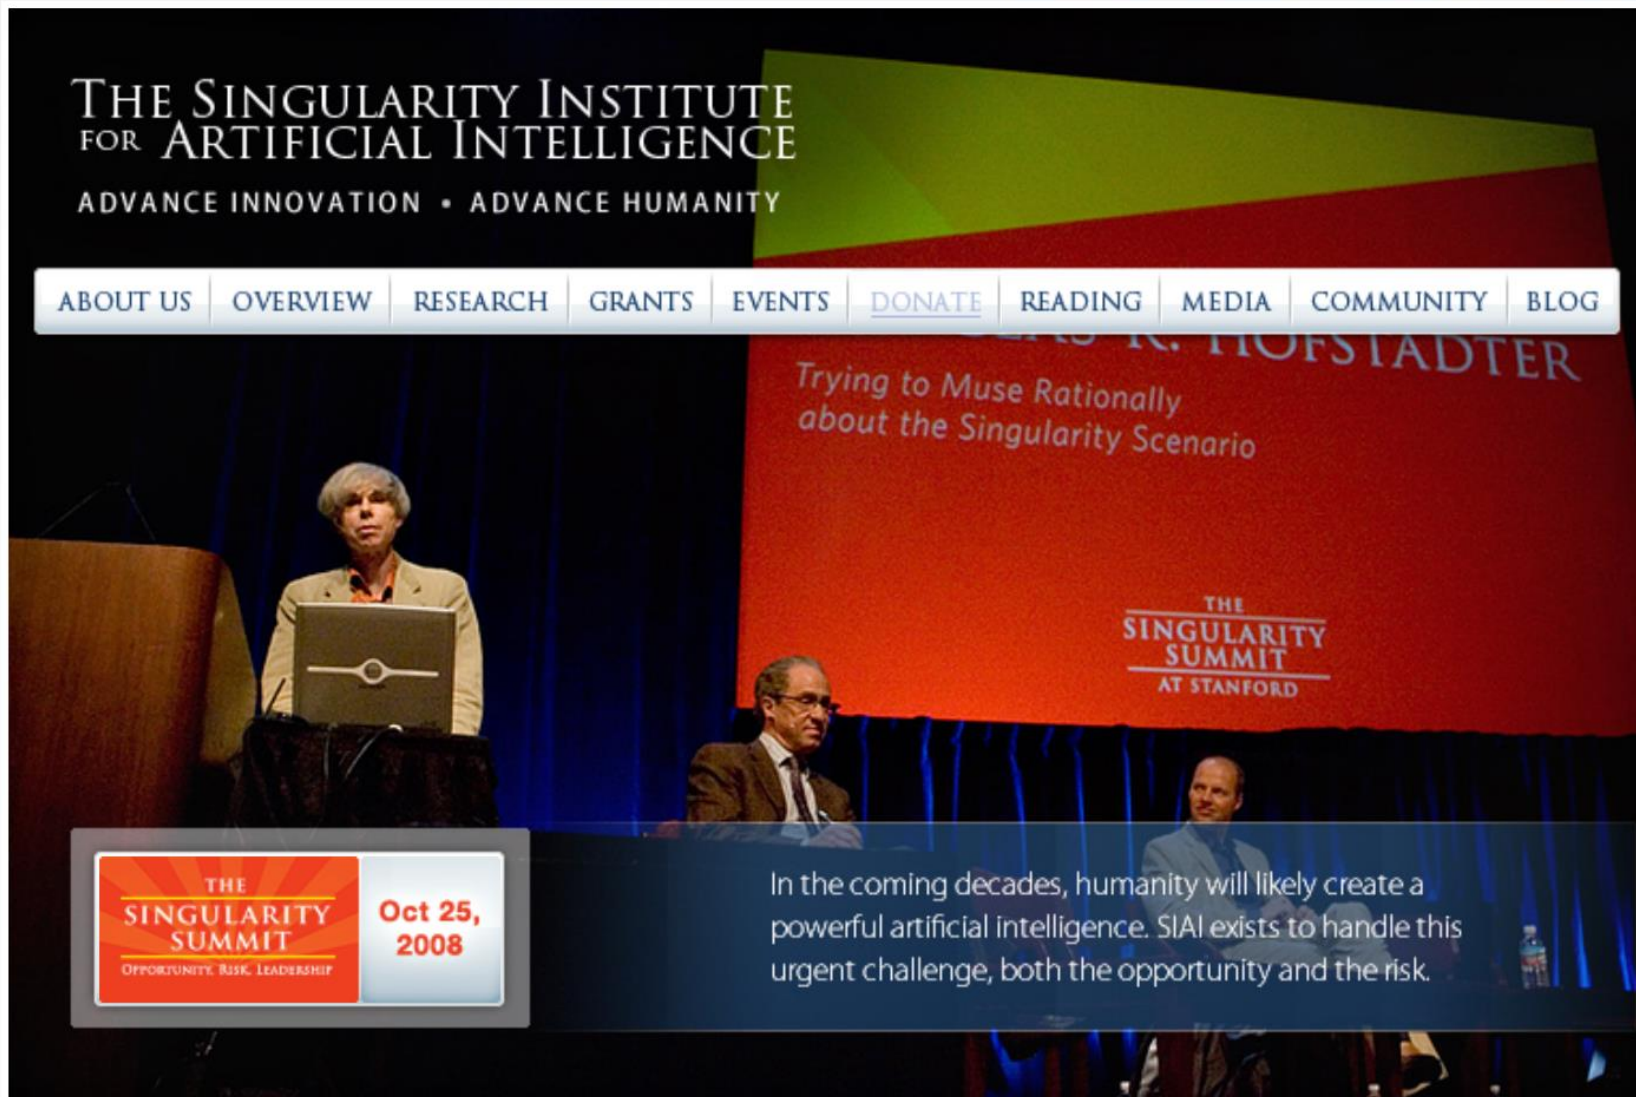 THE SINGULARITY INSTITUTE
FOR ARTIFICIAL INTELLIGENCE
ADVANCE INNOVATION • ADVANCE HUMANITY
ABOUT US OVERVIEW RESEARCH GRANTS EVENTS DONATE READING MEDIA COMMUNITY BLOG
R. HOFSTADTER
Trying to Muse Rationally
about the Singularity Scenario
THE
SINGULARITY
SUMMIT
AT STANFORD
THE
SINGULARITY
SUMMIT
OPPORTUNITY, RISK, LEADERSHIP
Oct 25,
2008
In the coming decades, humanity will likely create a
powerful artificial intelligence. SIAI exists to handle this
urgent challenge, both the opportunity and the risk.